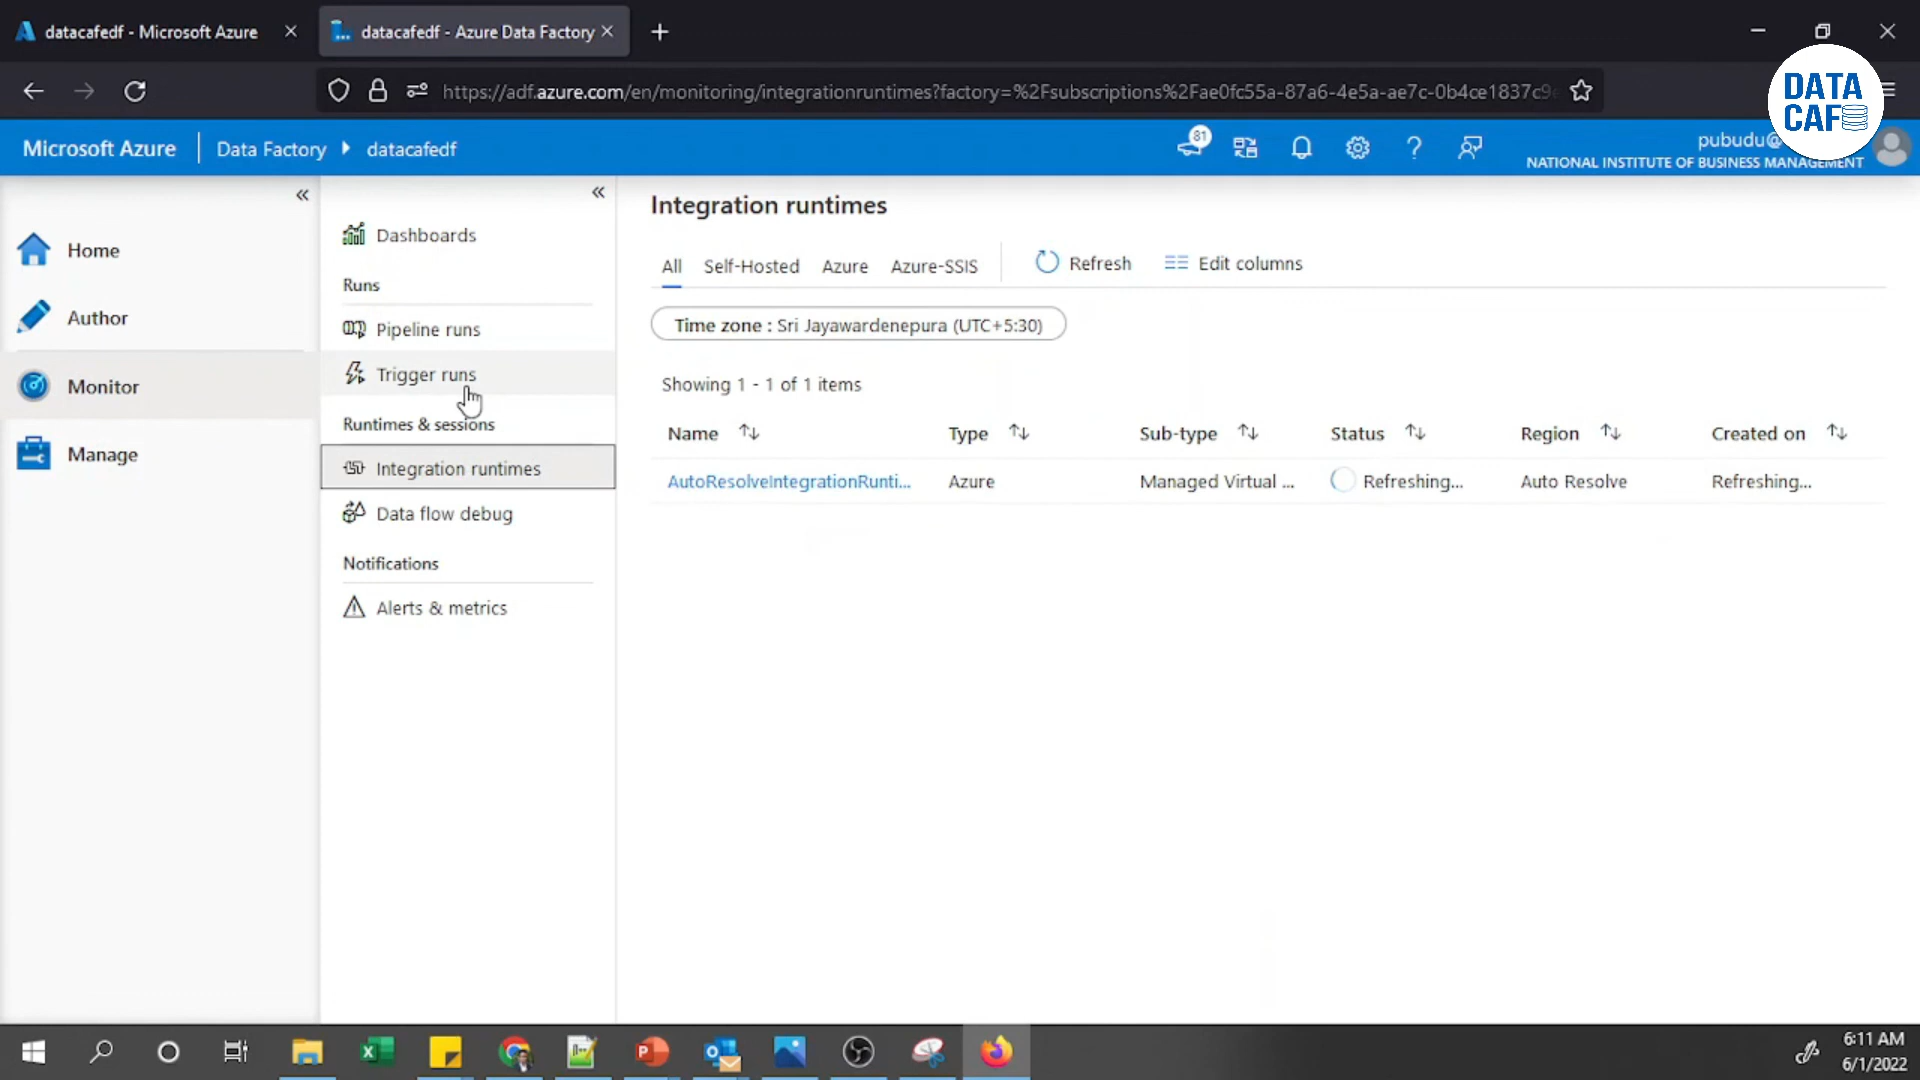 datacafedf - Microsoft Azure
datacafedf - Azure Data Factory
https://adf.azure.com/en/monitoring/integrationruntimes?factory=%2Fsubscriptions%2Fae0fc55a-87a6-4e5a-ae7c-0b4ce1837c9
DATA
CAF
Microsoft Azure
Data Factory
datacafedf
81
pubudu@
NATIONAL INSTITUTE OF BUSINESS MANAGEMENT
Home
Author
Monitor
Manage
Dashboards
Runs
Pipeline runs
Trigger runs
Runtimes & sessions
Integration runtimes
Data flow debug
Notifications
Alerts & metrics
Integration runtimes
All Self-Hosted Azure Azure-SSIS Refresh Edit columns
Time zone : Sri Jayawardenepura (UTC+5:30)
Showing 1 - 1 of 1 items
Name Type Sub-type Status Region Created on
AutoResolveIntegrationRunti... Azure Managed Virtual ... Refreshing... Auto Resolve Refreshing...
6:11 AM
6/1/2022